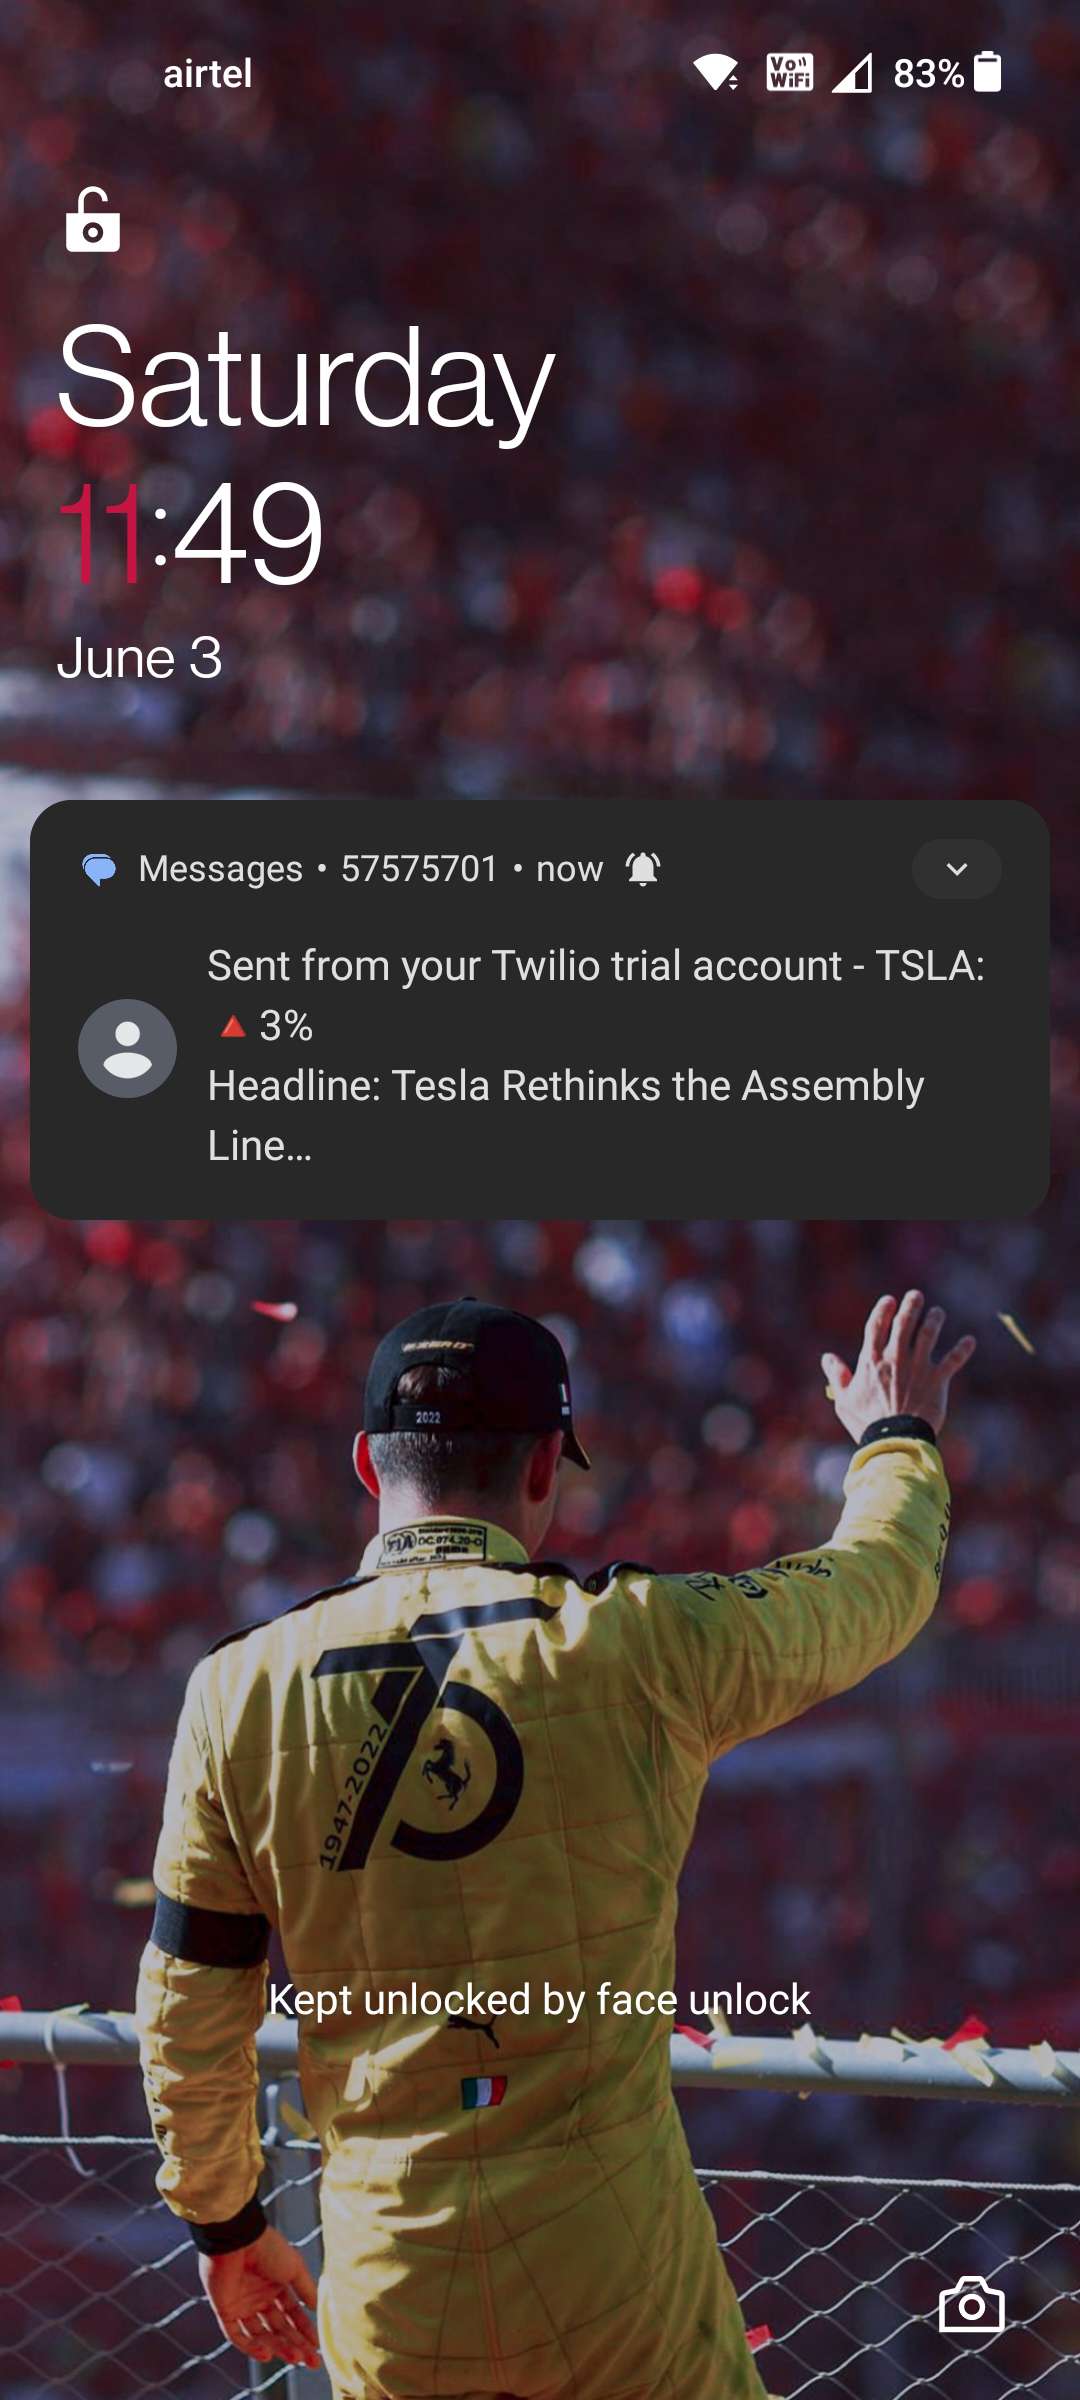 airtel
Vo WiFi
83%
Saturday
11:49
June 3
Messages • 57575701 • now
Sent from your Twilio trial account - TSLA:
🔺3%
Headline: Tesla Rethinks the Assembly
Line…
2022
FIA
1947-2022
Kept unlocked by face unlock